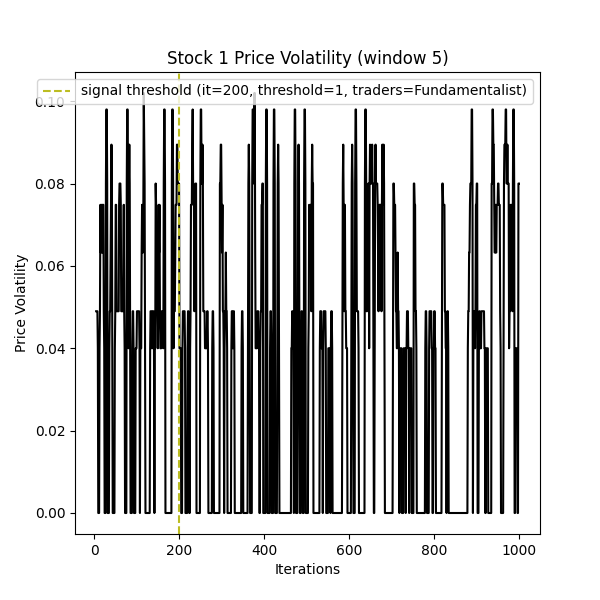 Stock 1 Price Volatility (window 5)
signal threshold (it=200, threshold=1, traders=Fundamentalist)
0.10
0.08
0.06
0.04
0.02
0.00
Price Volatility
0 200 400 600 800 1000
Iterations